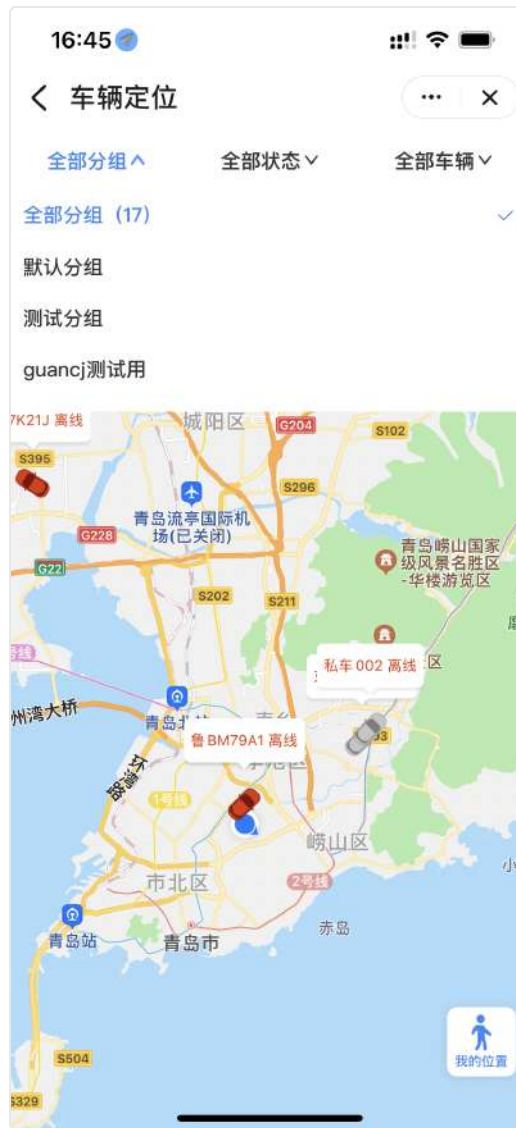 16:45
车辆定位
全部分组
全部状态
全部车辆
全部分组（17）
默认分组
测试分组
guancj测试用
7K21J 离线
城阳区
G204
S102
S395
S296
青岛流亭国际机
场(已关闭)
G228
青岛崂山国家
级风景名胜区
-华楼游览区
G22
S202
S211
号线
私车 002 离线
区
州湾大桥
青岛北站
鲁 BM79A1 离线
环湾路
1号线
崂山区
市北区
2号线
小
青岛站
青岛市
赤岛
S504
我的位置
S329